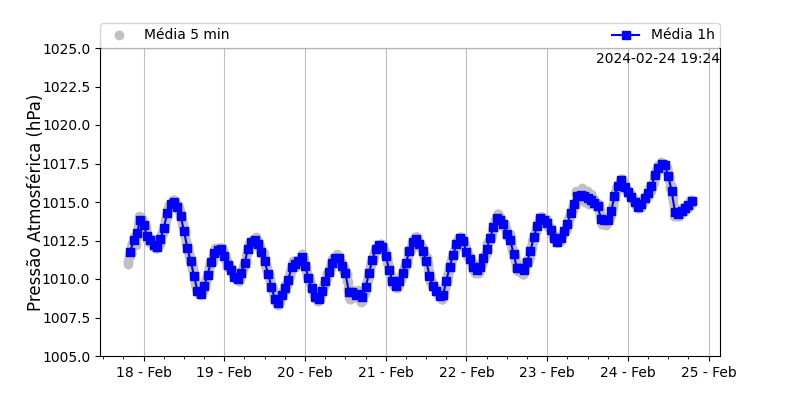 Média 5 min
Média 1h
2024-02-24 19:24
Pressão Atmosférica (hPa)
1025.0
1022.5
1020.0
1017.5
1015.0
1012.5
1010.0
1007.5
1005.0
18 - Feb
19 - Feb
20 - Feb
21 - Feb
22 - Feb
23 - Feb
24 - Feb
25 - Feb